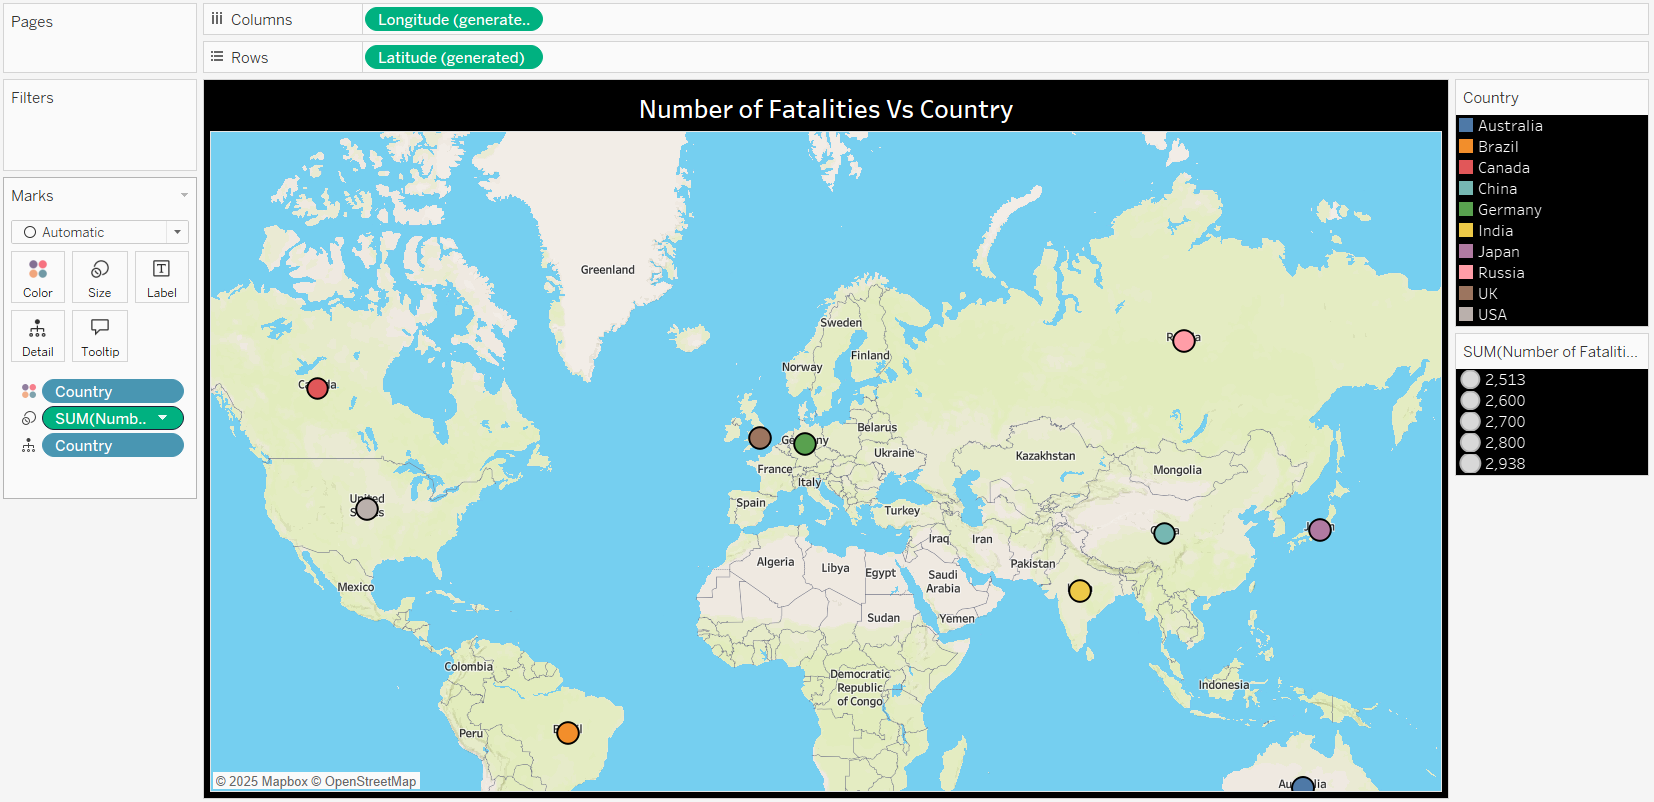 Pages
Columns
Longitude (generate..
Rows
Latitude (generated)
Filters
Marks
Automatic
Color
Size
Label
Detail
Tooltip
Country
SUM(Numb..
Country
Number of Fatalities Vs Country
Greenland
Sweden
Finland
Norway
Belarus
Ukraine
France
Italy
Spain
Turkey
Kazakhstan
Mongolia
United
Mexico
Algeria
Libya
Egypt
Iraq
Iran
Saudi
Arabia
Pakistan
Sudan
Yemen
Colombia
Democratic
Republic
of Congo
Indonesia
Peru
© 2025 Mapbox © OpenStreetMap
Country
Australia
Brazil
Canada
China
Germany
India
Japan
Russia
UK
USA
SUM(Number of Fataliti...
2,513
2,600
2,700
2,800
2,938